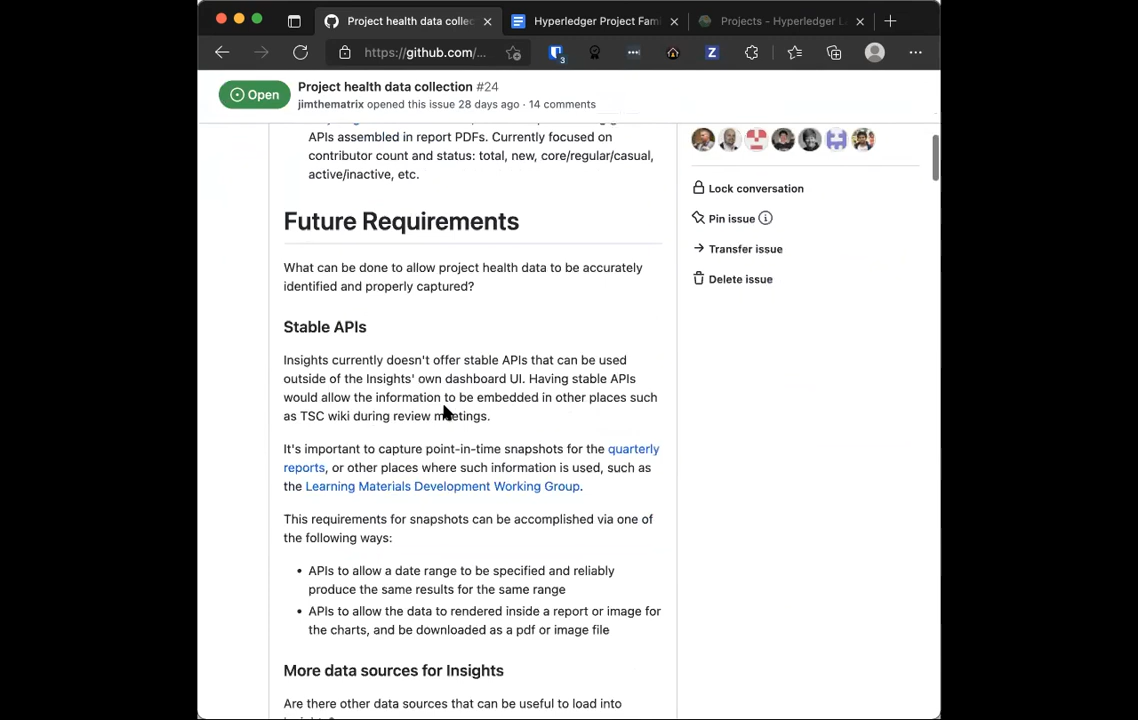 Project health data collec
Hyperledger Project Fam
Projects - Hyperledger L
https://github.com/...
3
Z
Open
Project health data collection #24
jimthematrix opened this issue 28 days ago · 14 comments
APIs assembled in report PDFs. Currently focused on
contributor count and status: total, new, core/regular/casual,
active/inactive, etc.
Lock conversation
Pin issue
Transfer issue
Delete issue
Future Requirements
What can be done to allow project health data to be accurately
identified and properly captured?
Stable APIs
Insights currently doesn't offer stable APIs that can be used
outside of the Insights' own dashboard UI. Having stable APIs
would allow the information to be embedded in other places such
as TSC wiki during review meetings.
It's important to capture point-in-time snapshots for the quarterly
reports, or other places where such information is used, such as
the Learning Materials Development Working Group.
This requirements for snapshots can be accomplished via one of
the following ways:
• APIs to allow a date range to be specified and reliably
produce the same results for the same range
• APIs to allow the data to rendered inside a report or image for
the charts, and be downloaded as a pdf or image file
More data sources for Insights
Are there other data sources that can be useful to load into